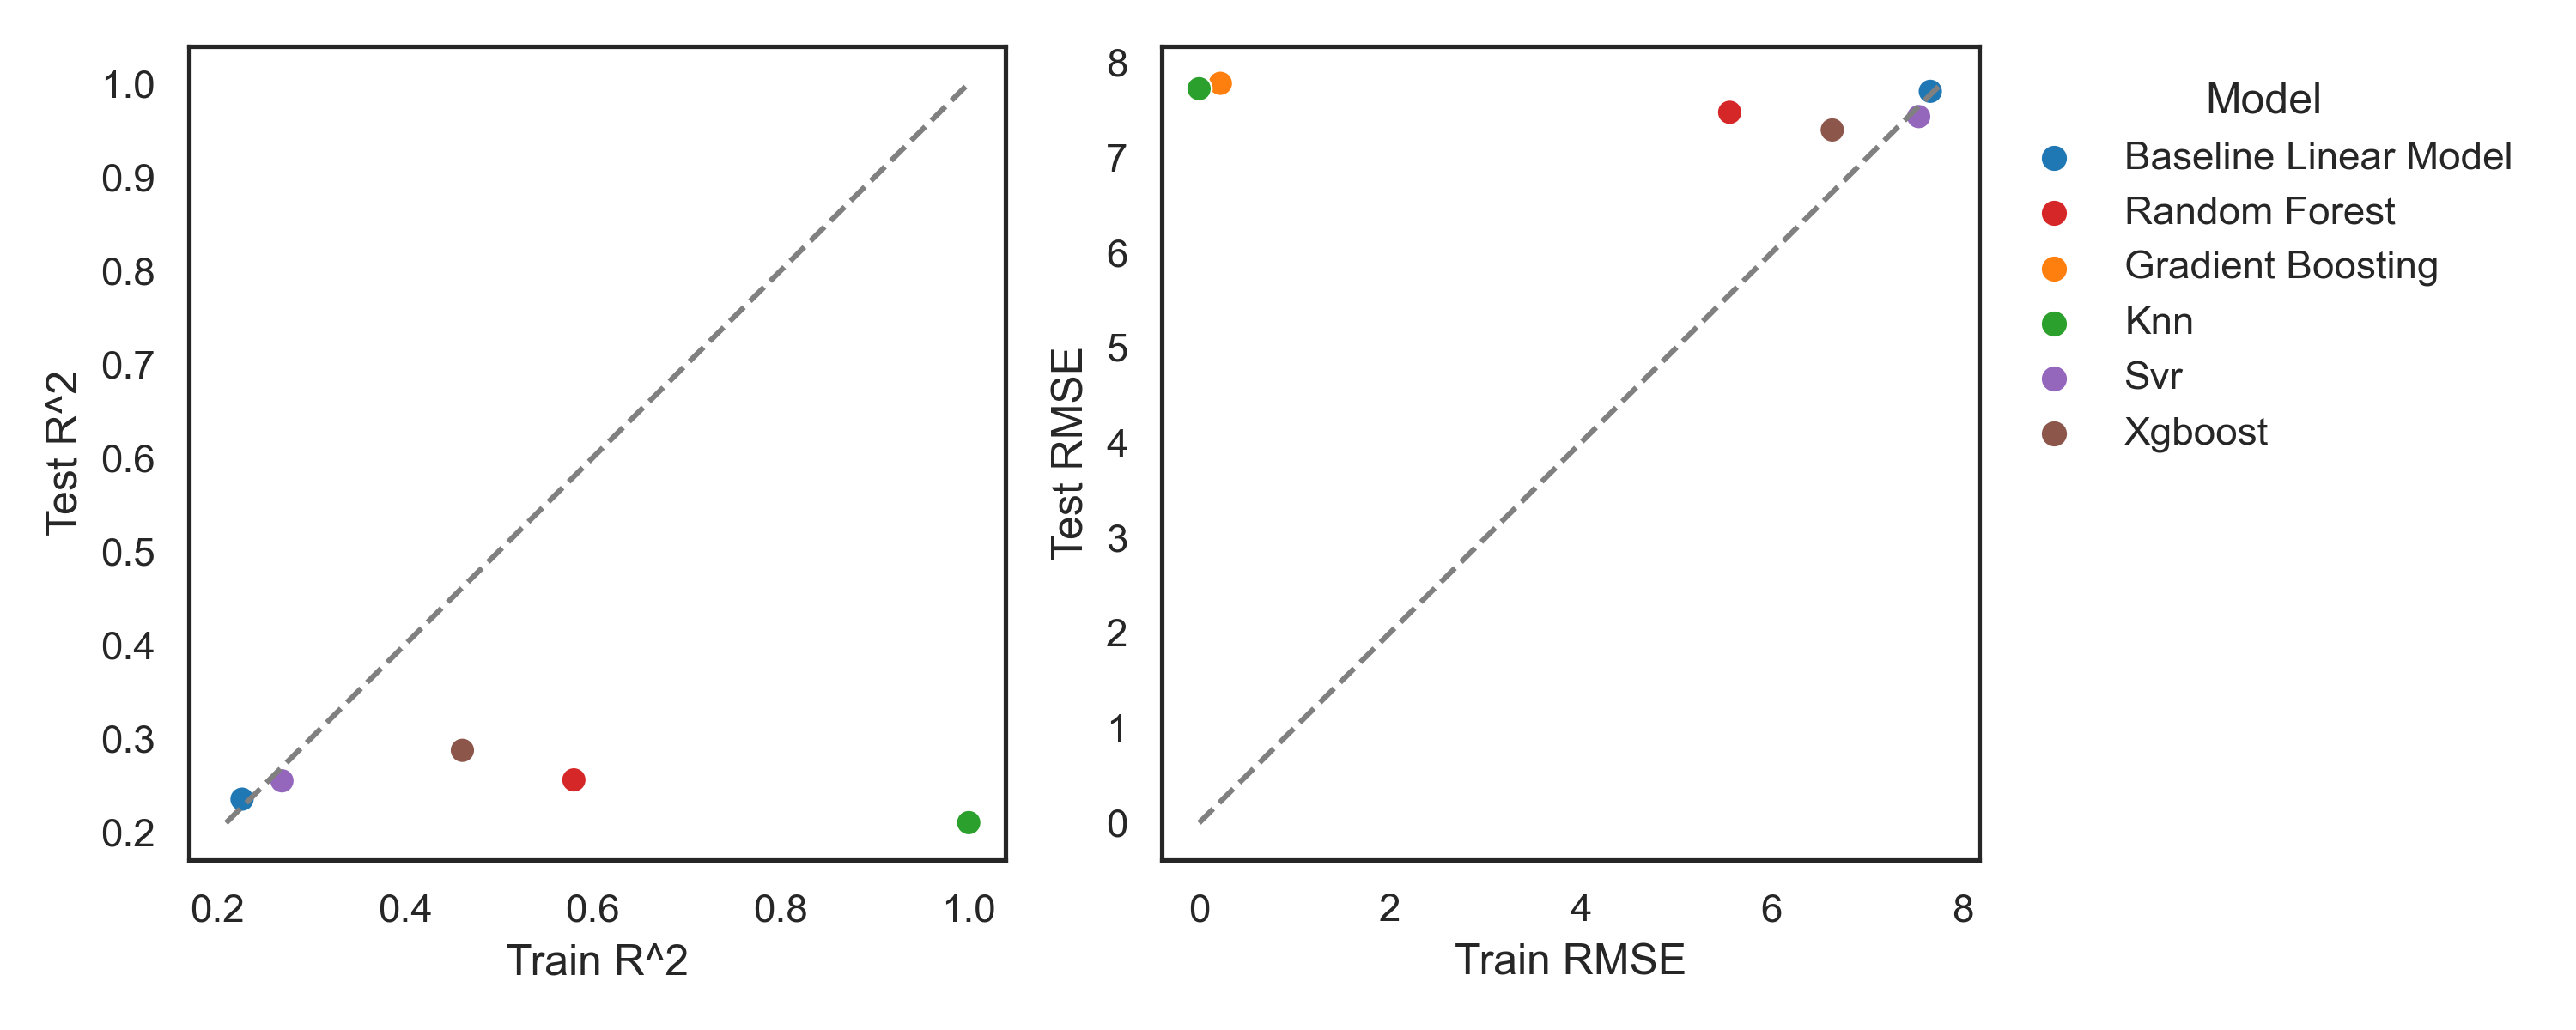 1.0
0.9
0.8
0.7
0.6
0.5
0.4
0.3
0.2
Test R^2
0.2 0.4 0.6 0.8 1.0
Train R^2
8
7
6
5
4
3
2
1
0
Test RMSE
0 2 4 6 8
Train RMSE
Model
Baseline Linear Model
Random Forest
Gradient Boosting
Knn
Svr
Xgboost